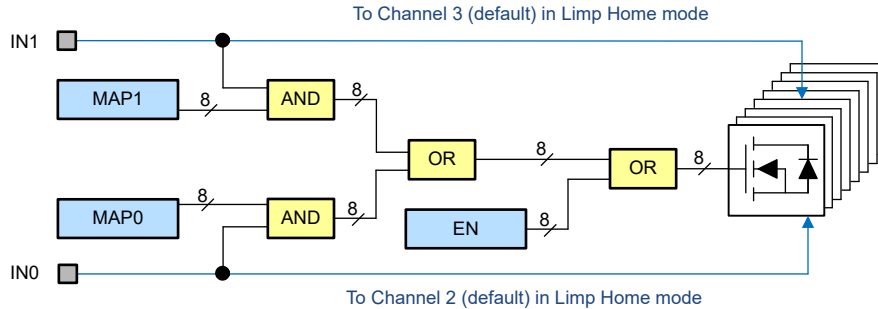 To Channel 3 (default) in Limp Home mode
IN1
MAP1
8
AND
8
OR
8
OR
8
MAP0
8
AND
8
EN
8
IN0
To Channel 2 (default) in Limp Home mode